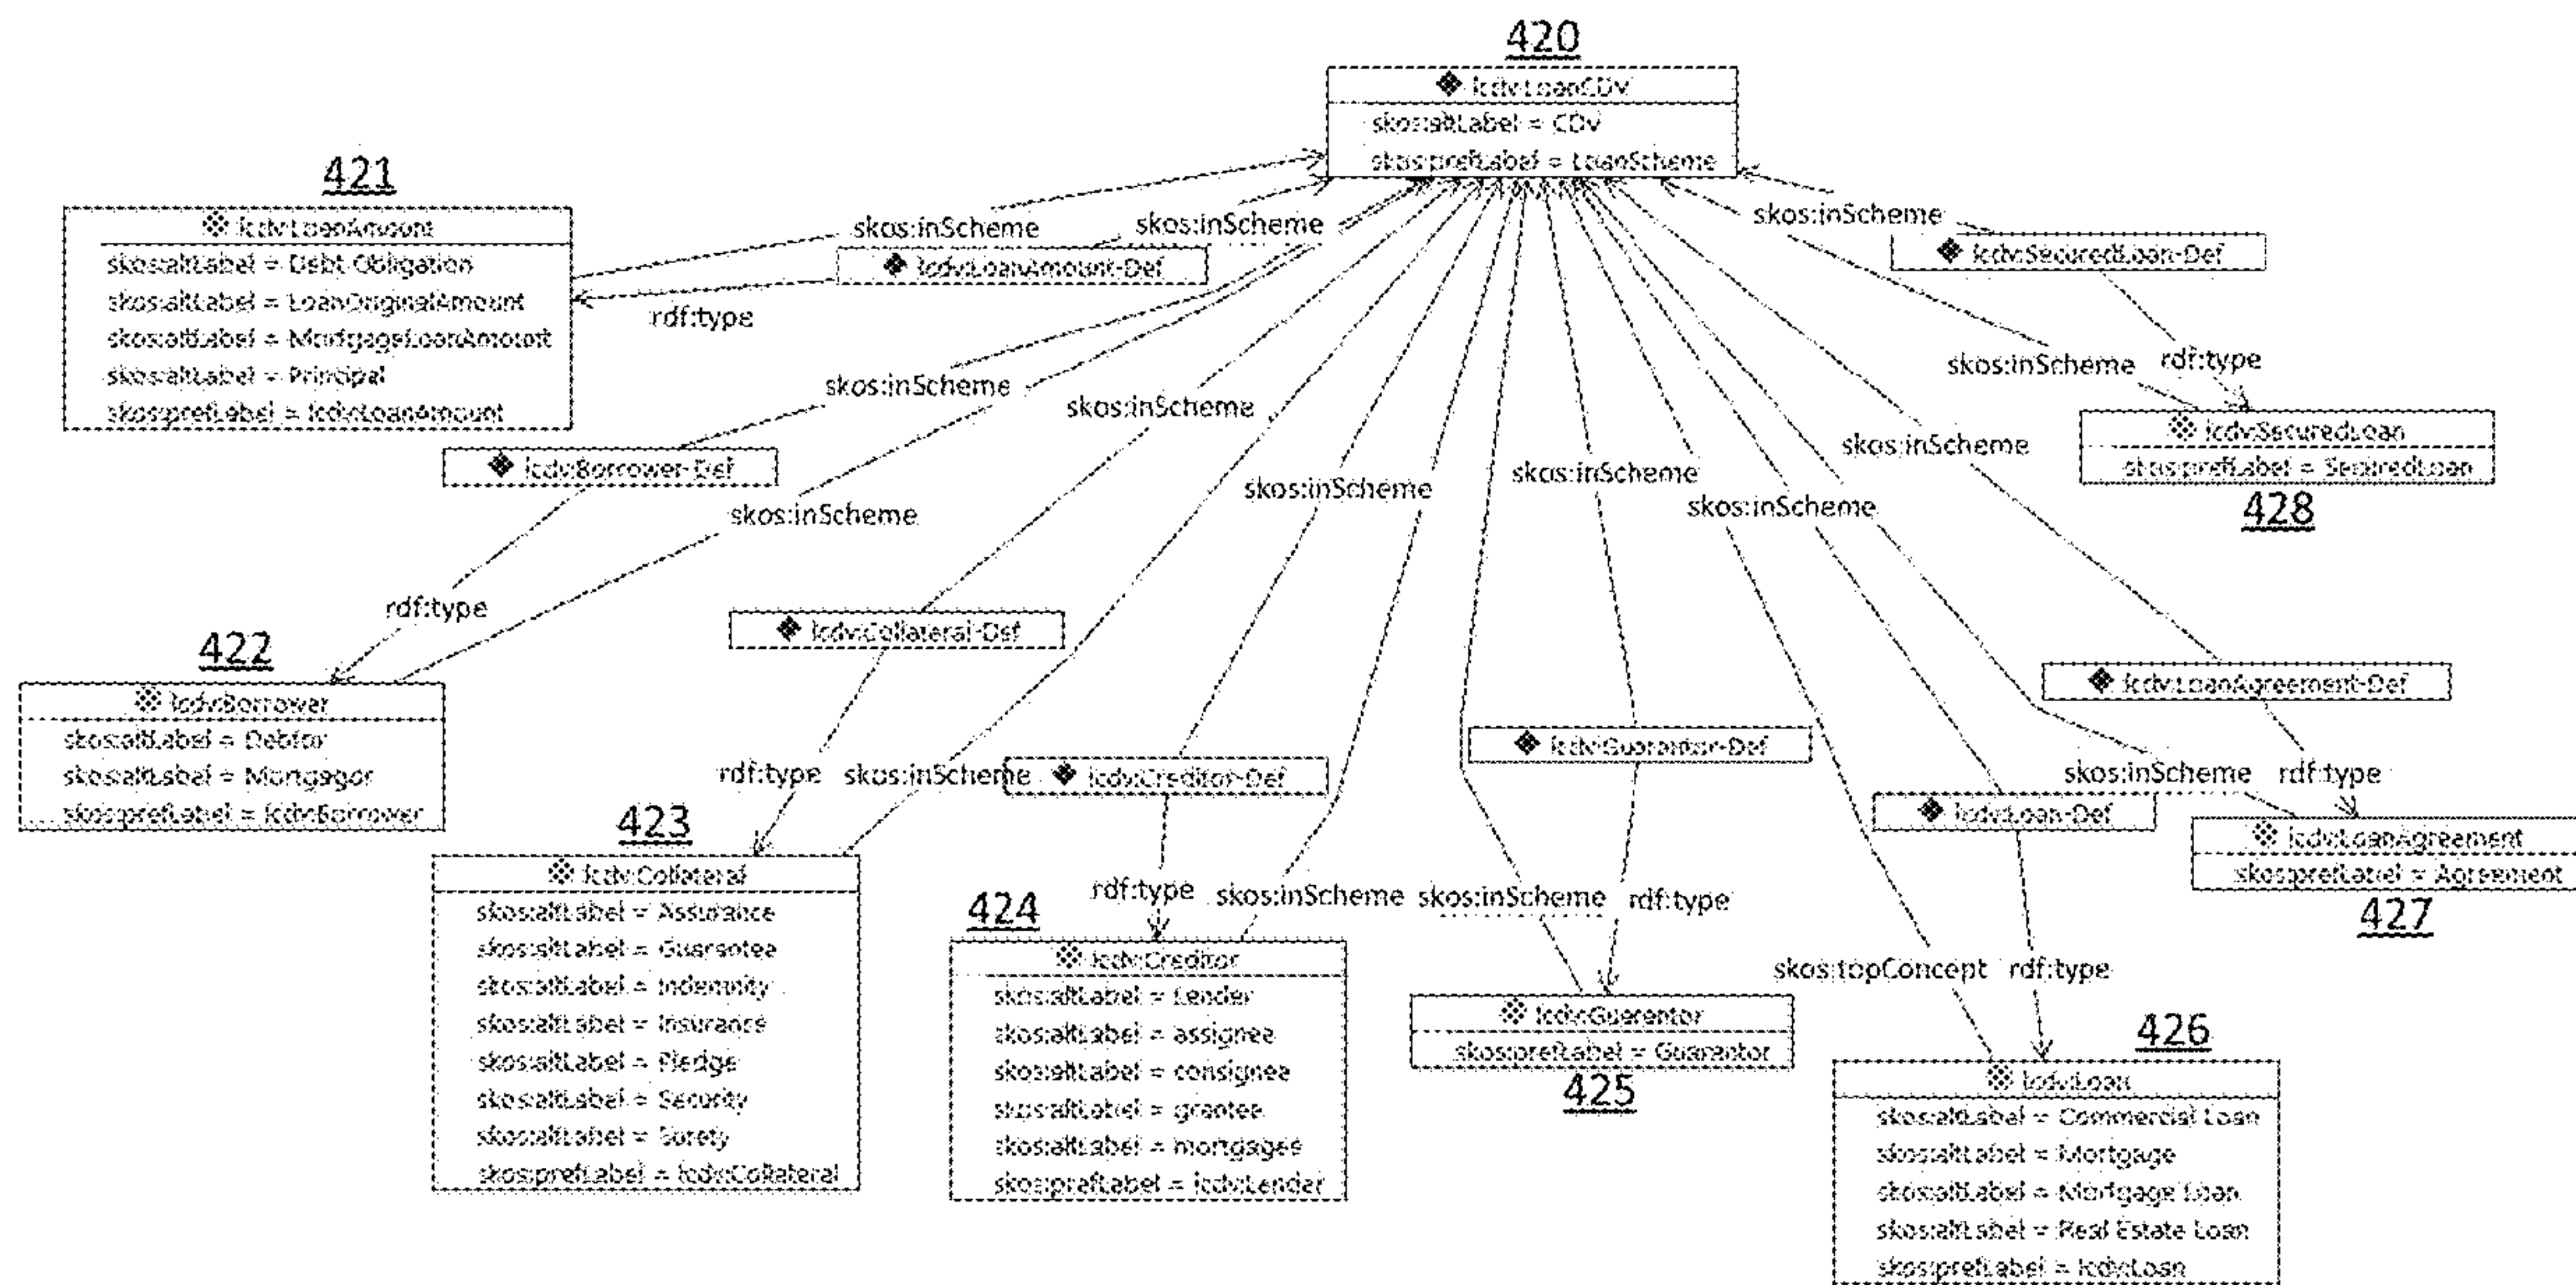 420
lcdv:LoanCDV
skos:altLabel = CDV
skos:prefLabel = LoanScheme
421
lcdv:LoanAmount
skos:altLabel = Debt Obligation
skos:altLabel = LoanOriginalAmount
skos:altLabel = MortgageLoanAmount
skos:altLabel = Principal
skos:prefLabel = lcdv:LoanAmount
skos:inScheme
skos:inScheme
lcdv:LoanAmount-Def
rdf:type
skos:inScheme
lcdv:SecuredLoan-Def
skos:inScheme
rdf:type
lcdv:SecuredLoan
skos:prefLabel = SecuredLoan
428
skos:inScheme
lcdv:Borrower-Def
skos:inScheme
rdf:type
422
lcdv:Borrower
skos:altLabel = Debtor
skos:altLabel = Mortgagor
skos:prefLabel = lcdv:Borrower
skos:inScheme
lcdv:Collateral-Def
rdf:type
skos:inScheme
423
lcdv:Collateral
skos:altLabel = Assurance
skos:altLabel = Guarantee
skos:altLabel = Indemnity
skos:altLabel = Insurance
skos:altLabel = Pledge
skos:altLabel = Security
skos:altLabel = Surety
skos:prefLabel = lcdv:Collateral
skos:inScheme
lcdv:Creditor-Def
rdf:type
skos:inScheme
424
lcdv:Creditor
skos:altLabel = Lender
skos:altLabel = assignee
skos:altLabel = consignee
skos:altLabel = grantee
skos:altLabel = mortgages
skos:prefLabel = lcdv:Lender
skos:inScheme
lcdv:Guarantor-Def
skos:inScheme
rdf:type
lcdv:Guarantor
skos:prefLabel = Guarantor
425
skos:inScheme
lcdv:Loan-Def
skos:topConcept
rdf:type
426
lcdv:Loan
skos:altLabel = Commercial Loan
skos:altLabel = Mortgage
skos:altLabel = Mortgage Loan
skos:altLabel = Real Estate Loan
skos:prefLabel = lcdv:Loan
skos:inScheme
lcdv:LoanAgreement-Def
skos:inScheme
rdf:type
lcdv:LoanAgreement
skos:prefLabel = Agreement
427